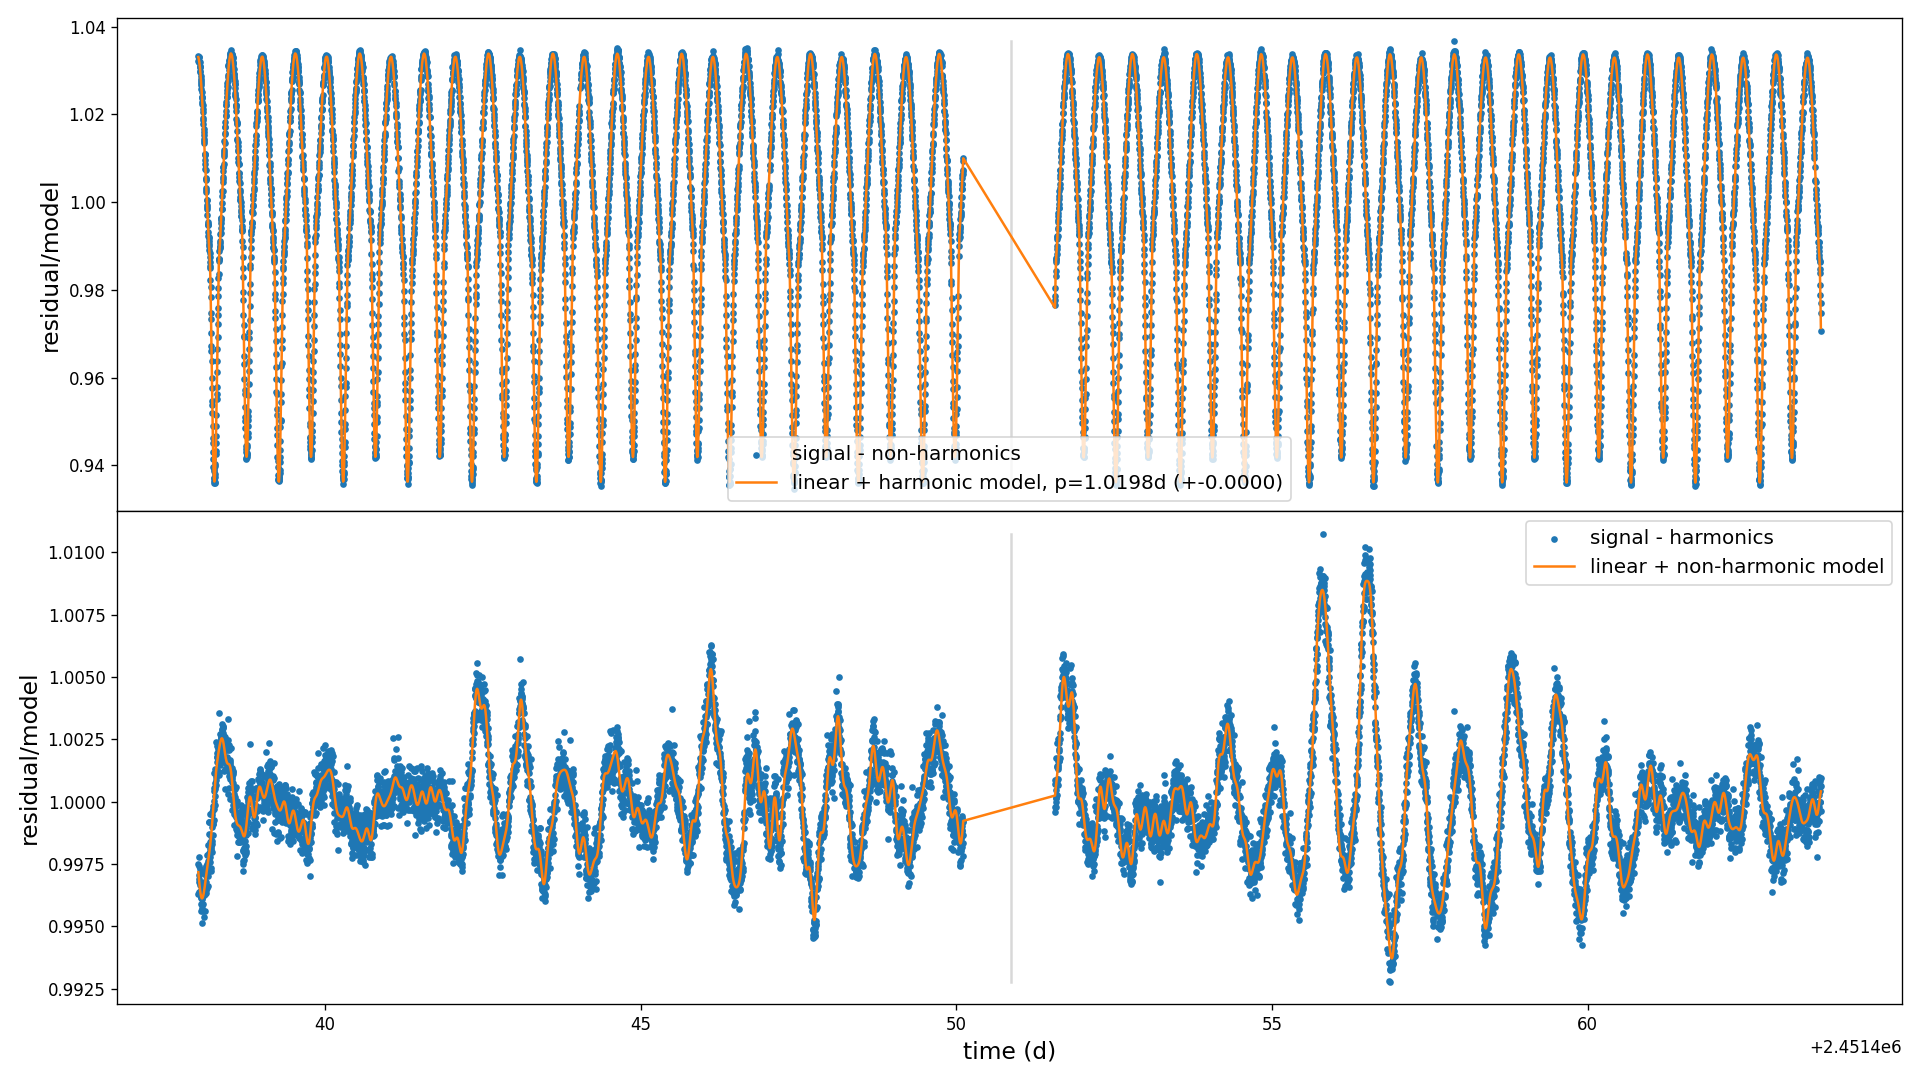 1.04
1.02
1.00
0.98
0.96
0.94
residual/model
signal - non-harmonics
linear + harmonic model, p=1.0198d (+-0.0000)
1.0100
1.0075
1.0050
1.0025
1.0000
0.9975
0.9950
0.9925
residual/model
signal - harmonics
linear + non-harmonic model
40 45 50 55 60
time (d)
+2.4514e6